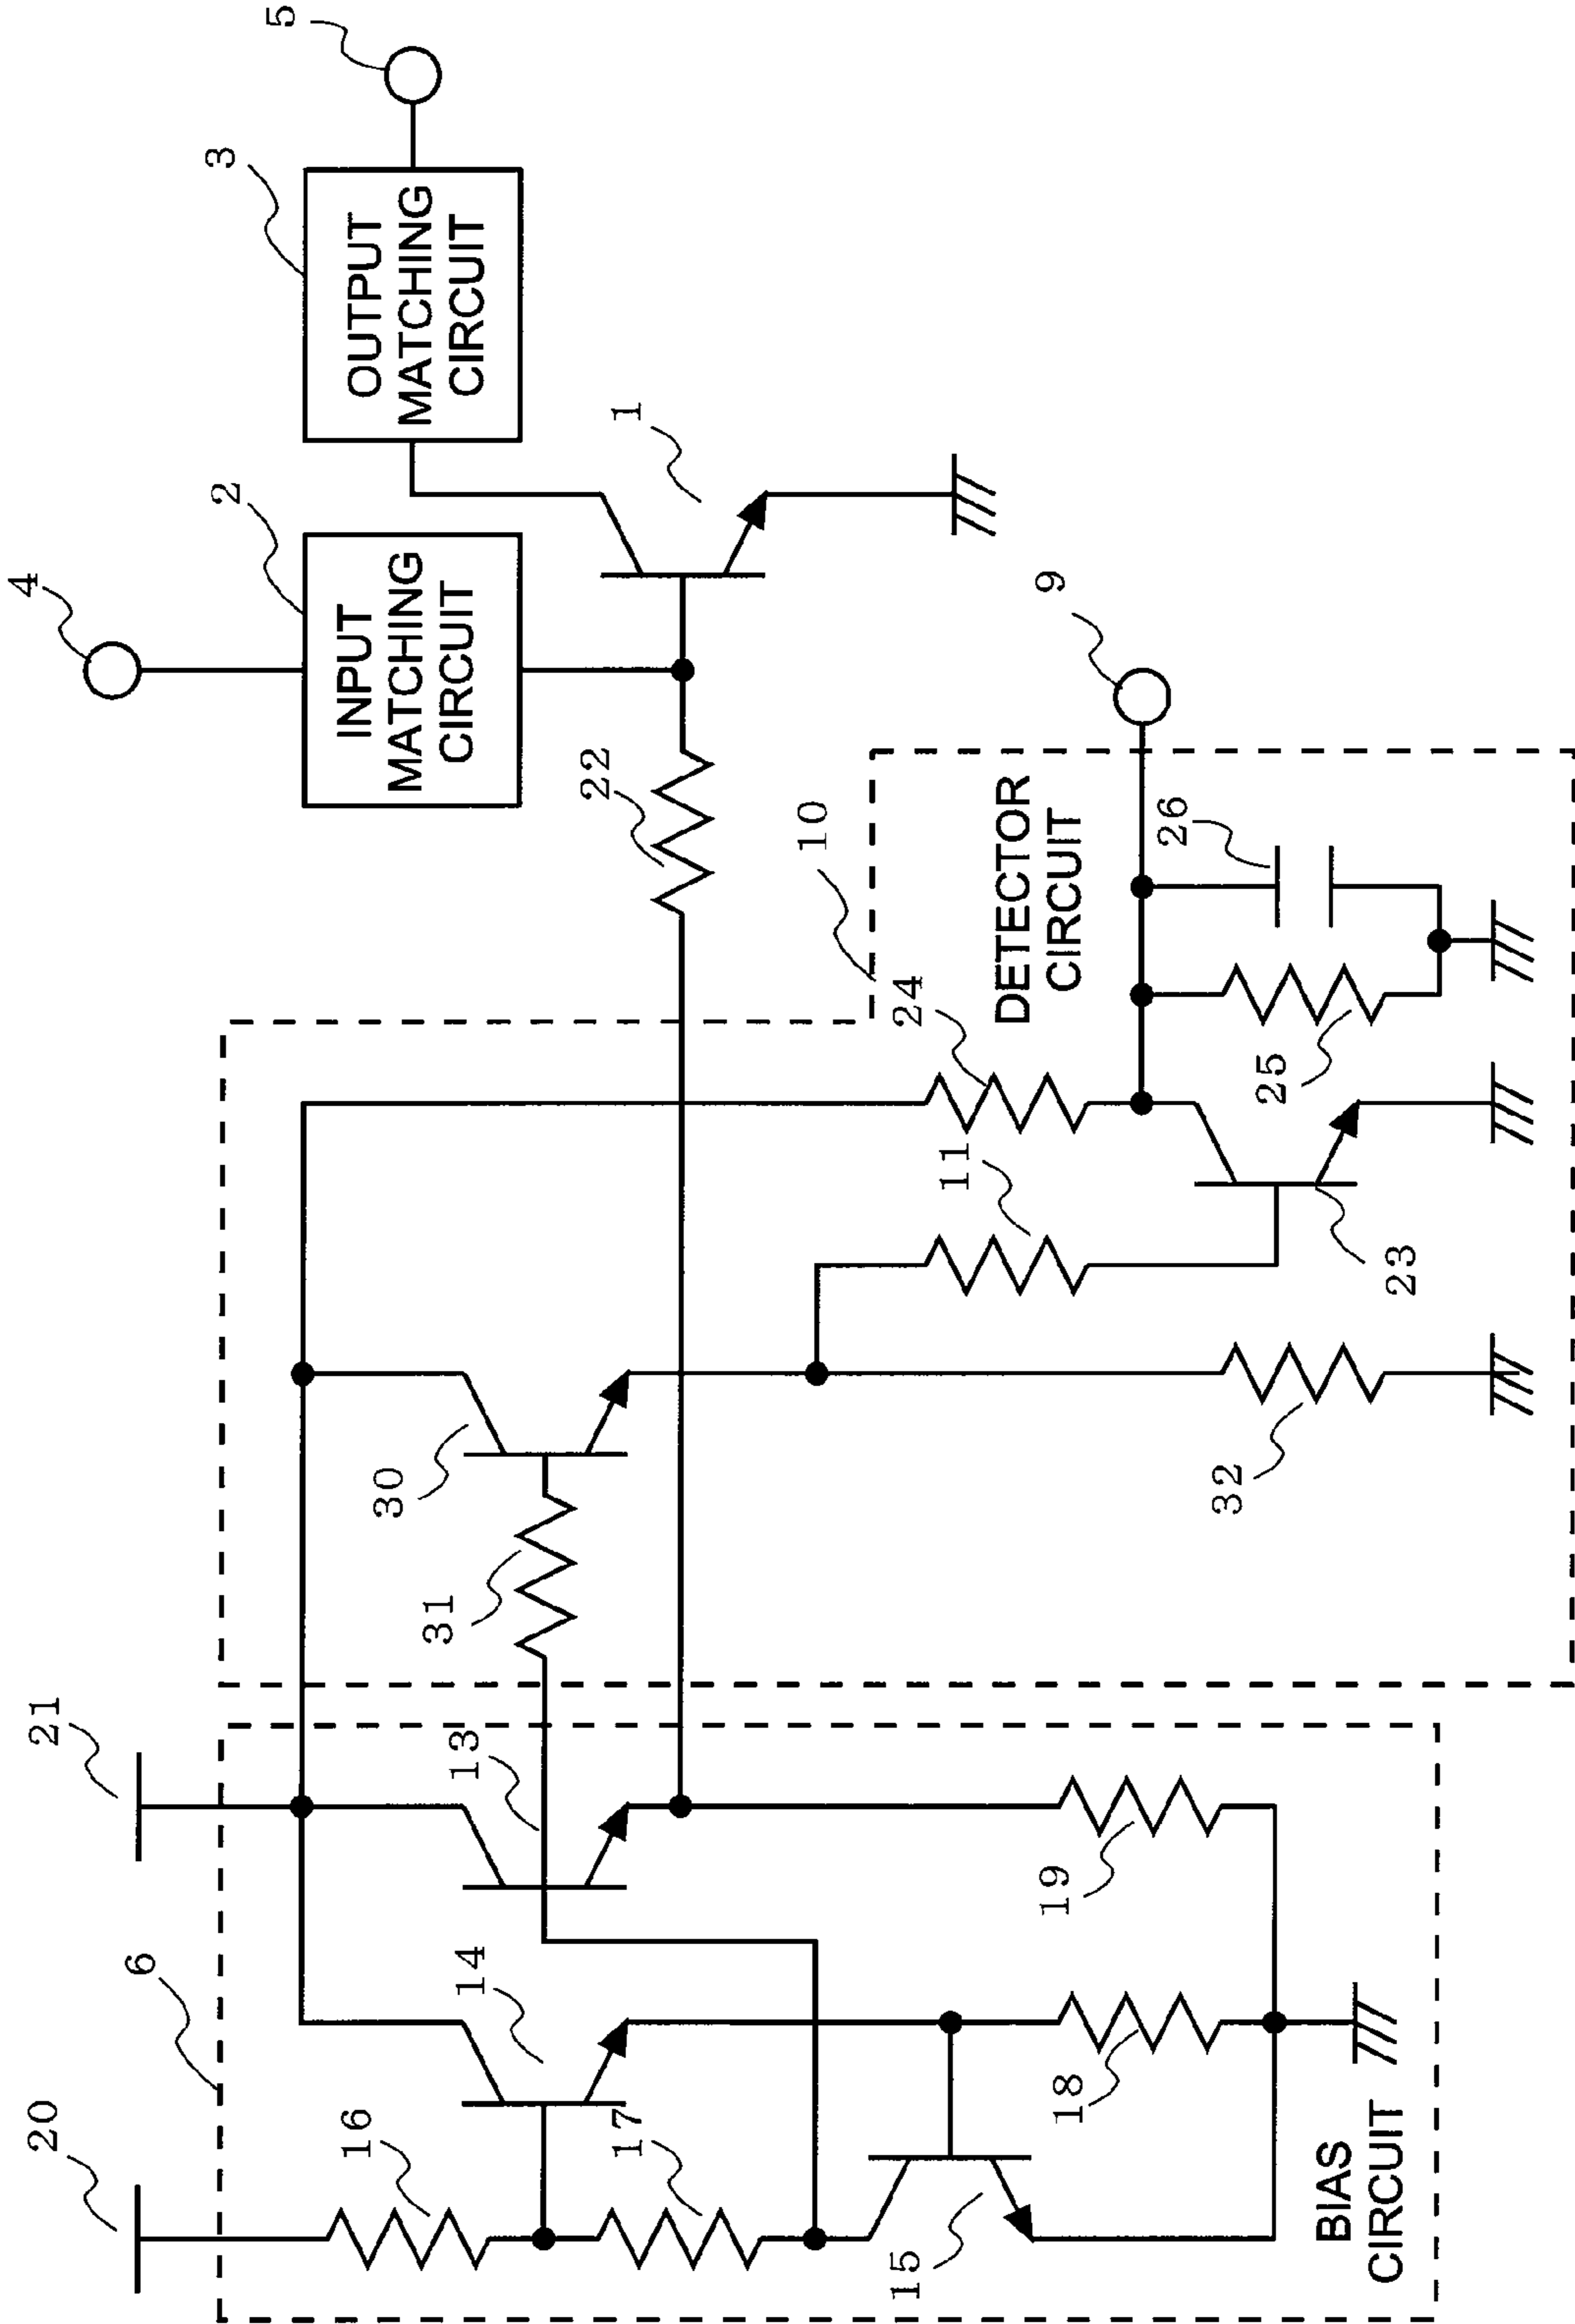 20
21
6
16
14
13
17
15
18
19
BIAS
CIRCUIT
31
30
32
11
24
23
25
26
DETECTOR
CIRCUIT
10
9
22
4
2
INPUT
MATCHING
CIRCUIT
1
3
OUTPUT
MATCHING
CIRCUIT
5